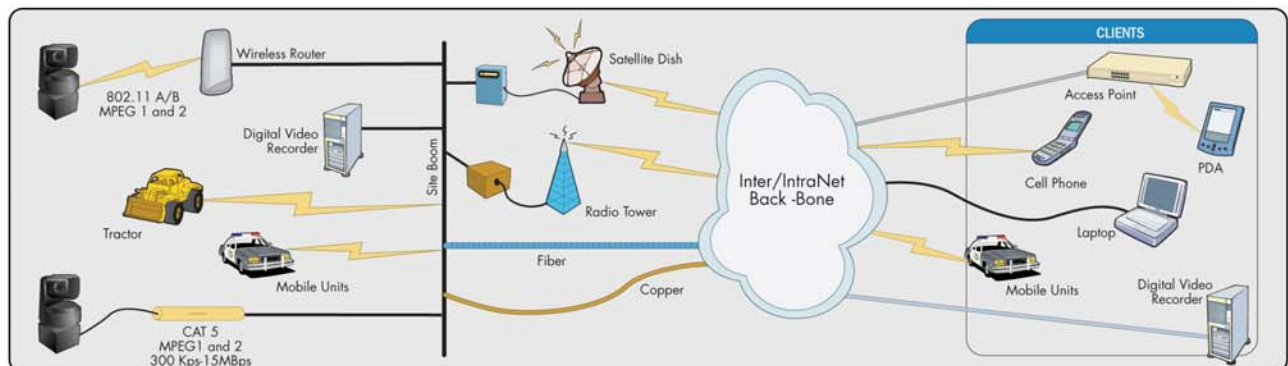 CLIENTS
Wireless Router
802.11 A/B
MPEG 1 and 2
Digital Video
Recorder
Tractor
Mobile Units
CAT 5
MPEG1 and 2
300 Kps-15MBps
Site Boom
Satellite Dish
Radio Tower
Fiber
Copper
Inter/IntraNet
Back -Bone
Access Point
Cell Phone
PDA
Laptop
Mobile Units
Digital Video
Recorder